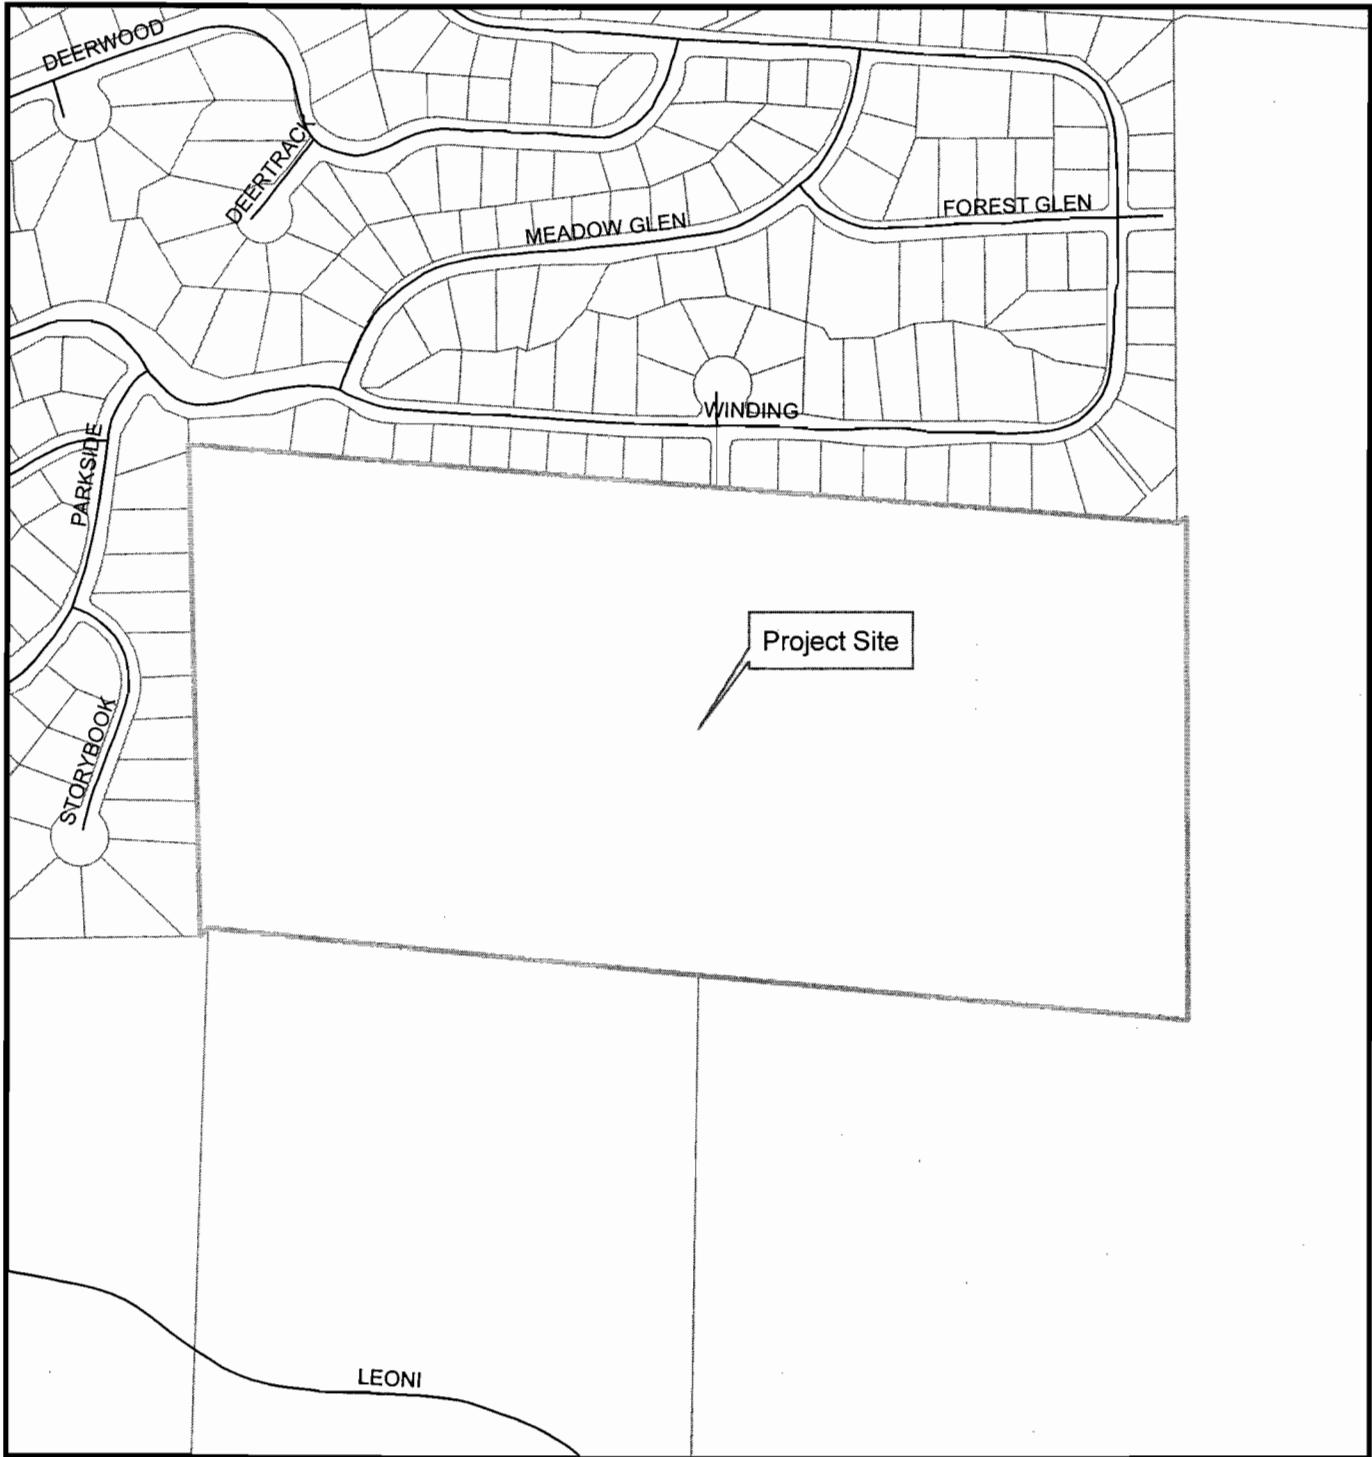 DEERWOOD
DEERTRACK
MEADOW GLEN
FOREST GLEN
WINDING
PARKSIDE
Project Site
STORYBOOK
LEONI